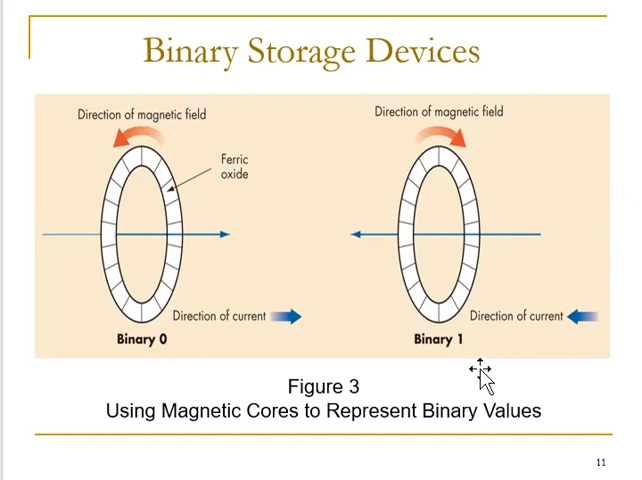 Binary Storage Devices
Direction of magnetic field
Direction of magnetic field
Ferric
oxide
Direction of current
Direction of current
Binary 0
Binary 1
Figure 3
Using Magnetic Cores to Represent Binary Values
11